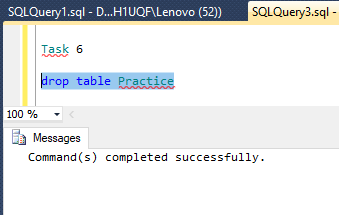 SQLQuery1.sql - D...H1UQF\Lenovo (52))
SQLQuery3.sql -
Task 6
drop table Practice
100 %
Messages
Command(s) completed successfully.